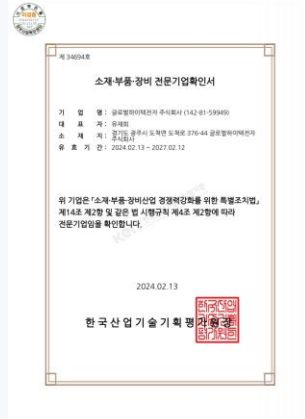 제 34694호
소재·부품·장비 전문기업확인서
기 업 명 : 글로벌하이텍전자 주식회사 (142-81-59949)
대 표 자 : 유제회
소 재 지 : 경기도 광주시 도척면 도척로 376-44 글로벌하이텍전자
주식회사
유 효 기 간 : 2024.02.13 ~ 2027.02.12
위 기업은 「소재·부품·장비산업 경쟁력강화를 위한 특별조치법」
제14조 제2항 및 같은 법 시행규칙 제4조 제2항에 따라
전문기업임을 확인합니다.
2024.02.13
한국산업기술기획평가원장